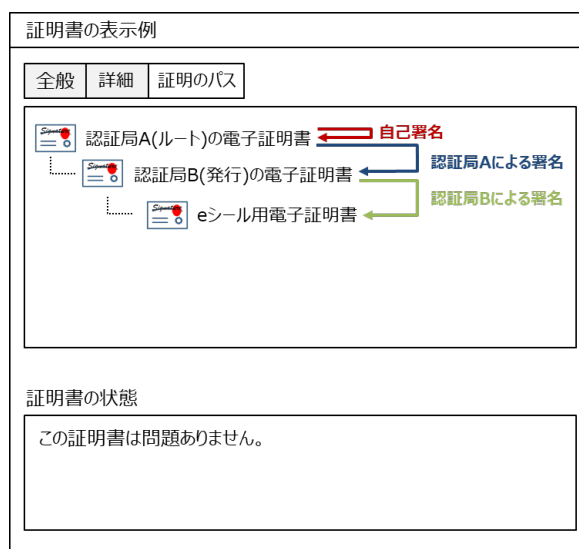 証明書の表示例
全般 詳細 証明のパス
Signature 認証局A(ルート)の電子証明書 自己署名
認証局Aによる署名
Signature 認証局B(発行)の電子証明書
認証局Bによる署名
Signature eシール用電子証明書
証明書の状態
この証明書は問題ありません。